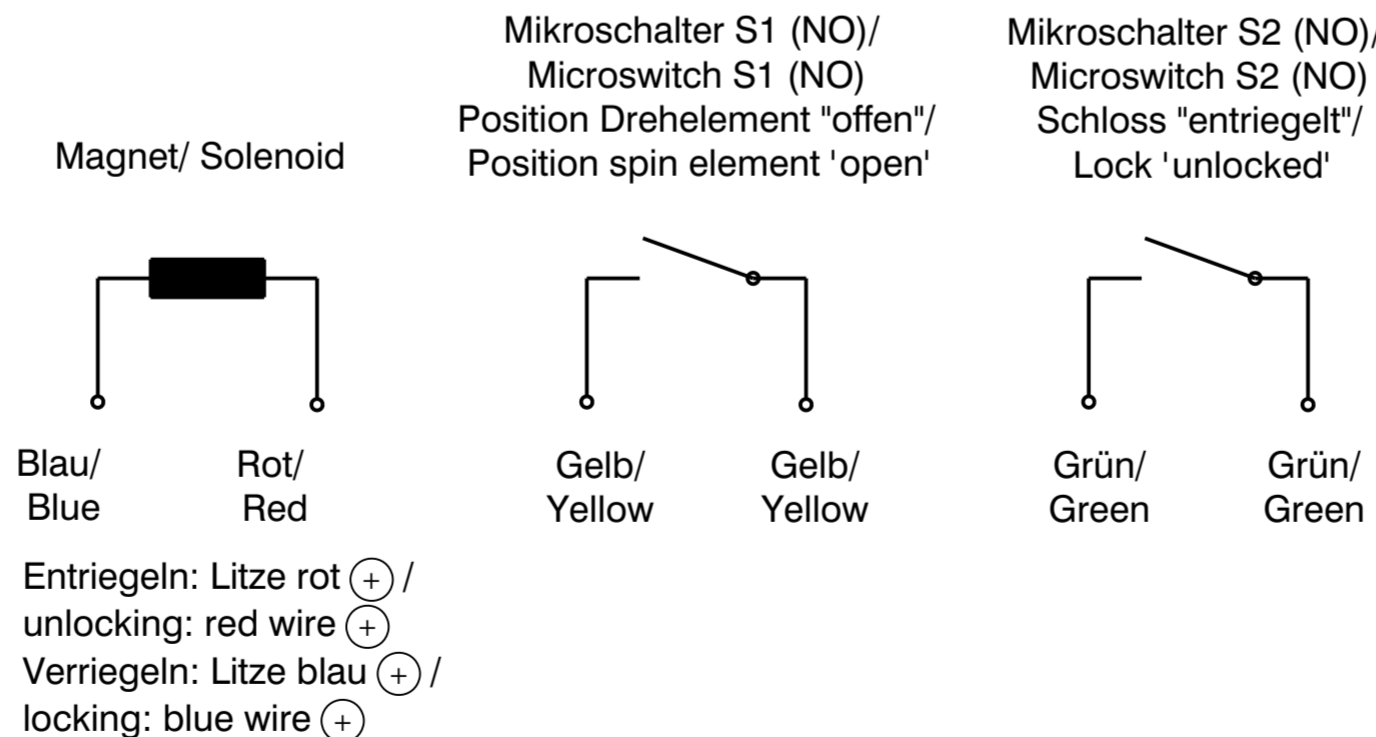 Magnet/ Solenoid
Mikroschalter S1 (NO)/
Microswitch S1 (NO)
Position Drehelement "offen"/
Position spin element 'open'
Mikroschalter S2 (NO)/
Microswitch S2 (NO)
Schloss "entriegelt"/
Lock 'unlocked'
Blau/
Blue
Rot/
Red
Gelb/
Yellow
Gelb/
Yellow
Grün/
Green
Grün/
Green
Entriegeln: Litze rot (+) /
unlocking: red wire (+)
Verriegeln: Litze blau (+) /
locking: blue wire (+)